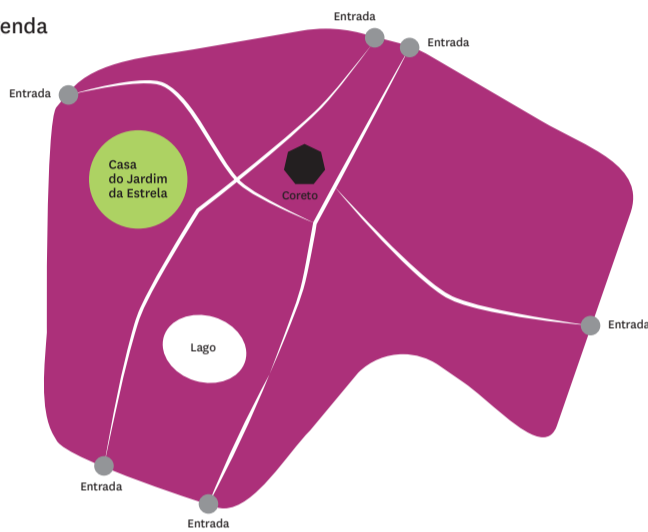 enda
Entrada
Entrada
Entrada
Casa
do Jardim
da Estrela
Coreto
Entrada
Lago
Entrada
Entrada